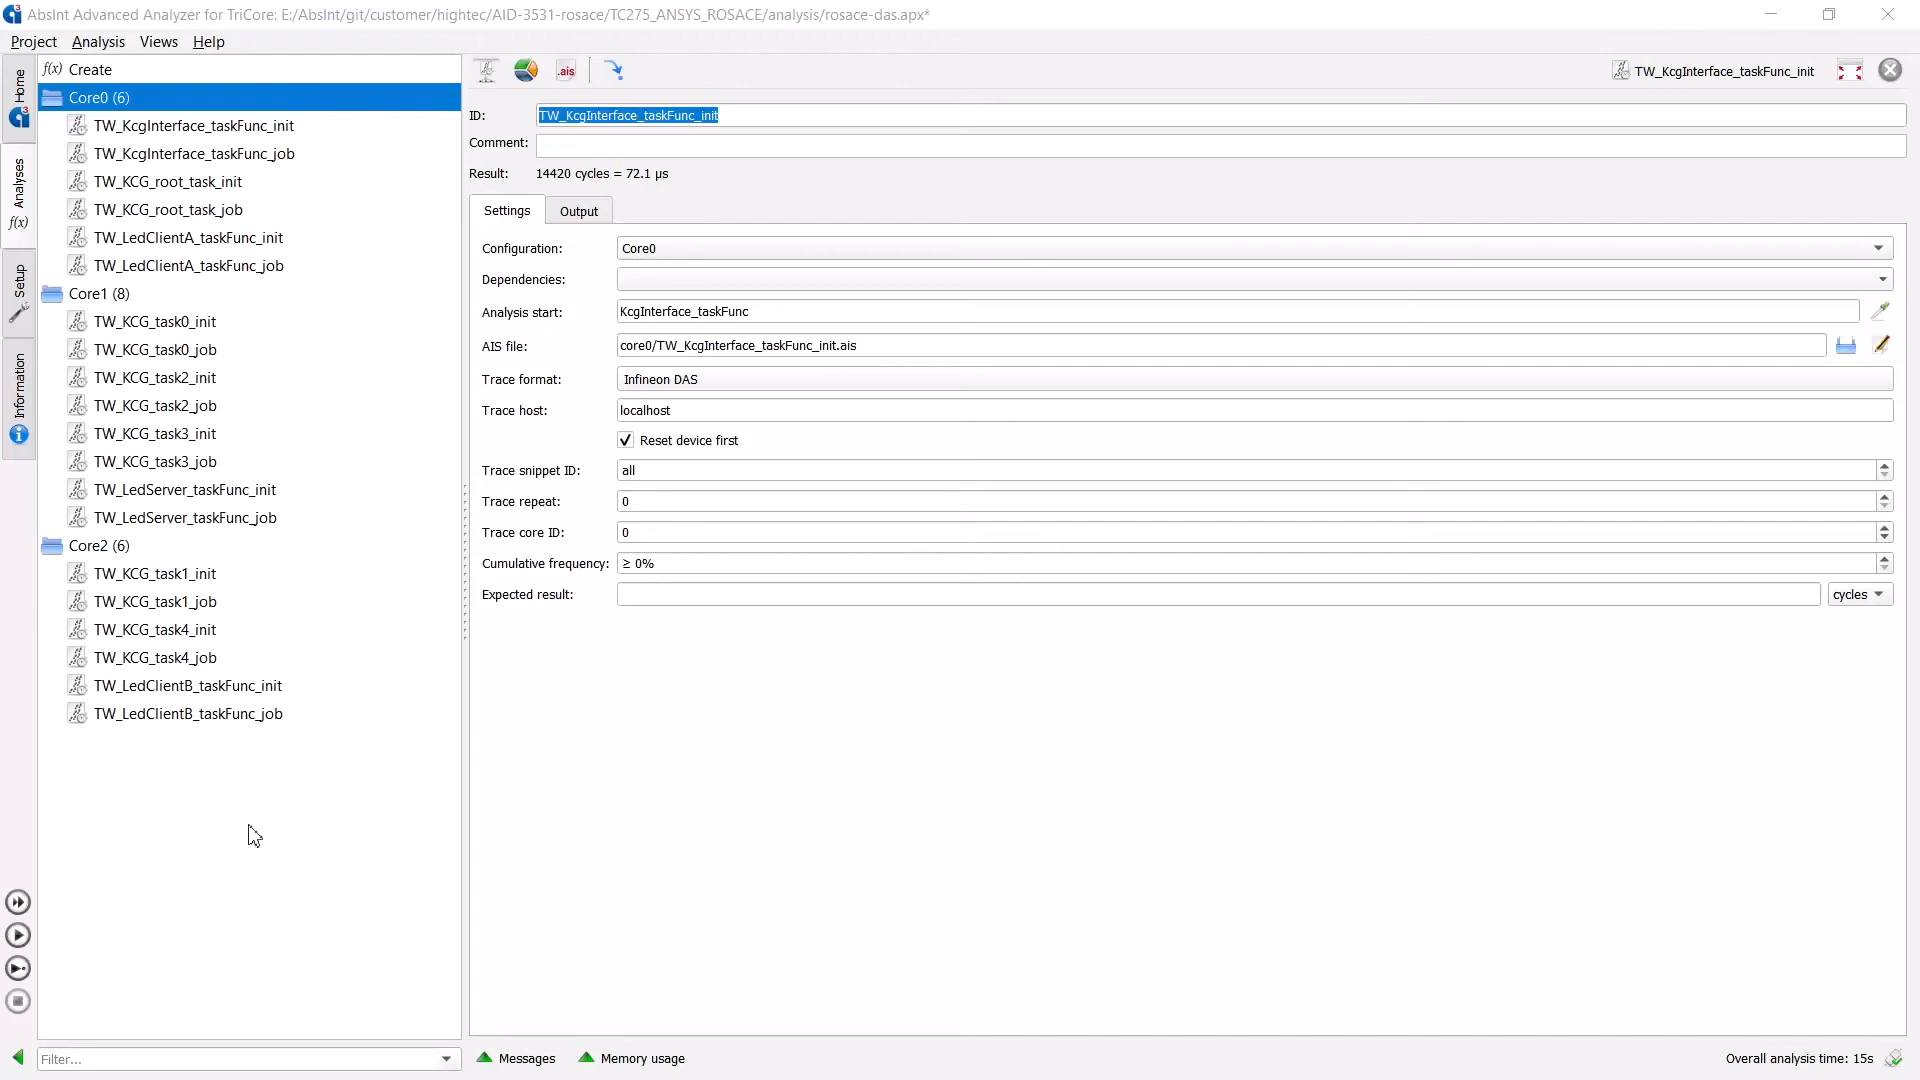 AbsInt Advanced Analyzer for TriCore: E:/AbsInt/git/customer/hightec/AID-3531-rosace/TC275_ANSYS_ROSACE/analysis/rosace-das.apx*
Project Analysis Views Help
Home
Analyses
f(x)
Setup
Information
f(x) Create
Core0 (6)
TW_KcgInterface_taskFunc_init
TW_KcgInterface_taskFunc_job
TW_KCG_root_task_init
TW_KCG_root_task_job
TW_LedClientA_taskFunc_init
TW_LedClientA_taskFunc_job
Core1 (8)
TW_KCG_task0_init
TW_KCG_task0_job
TW_KCG_task2_init
TW_KCG_task2_job
TW_KCG_task3_init
TW_KCG_task3_job
TW_LedServer_taskFunc_init
TW_LedServer_taskFunc_job
Core2 (6)
TW_KCG_task1_init
TW_KCG_task1_job
TW_KCG_task4_init
TW_KCG_task4_job
TW_LedClientB_taskFunc_init
TW_LedClientB_taskFunc_job
Filter...
.ais
TW_KcgInterface_taskFunc_init
ID: TW_KcgInterface_taskFunc_init
Comment:
Result: 14420 cycles = 72.1 µs
Settings Output
Configuration: Core0
Dependencies:
Analysis start: KcgInterface_taskFunc
AIS file: core0/TW_KcgInterface_taskFunc_init.ais
Trace format: Infineon DAS
Trace host: localhost
Reset device first
Trace snippet ID: all
Trace repeat: 0
Trace core ID: 0
Cumulative frequency: ≥ 0%
Expected result: cycles
Messages Memory usage
Overall analysis time: 15s